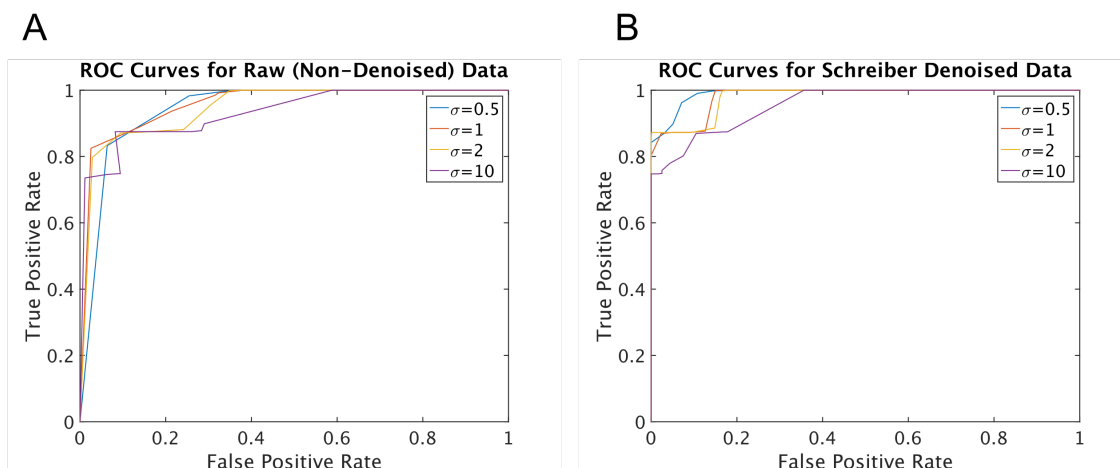 A
ROC Curves for Raw (Non-Denoised) Data
1
0.8
0.6
0.4
0.2
0
True Positive Rate
σ=0.5
σ=1
σ=2
σ=10
0 0.2 0.4 0.6 0.8 1
False Positive Rate
B
ROC Curves for Schreiber Denoised Data
1
0.8
0.6
0.4
0.2
0
True Positive Rate
σ=0.5
σ=1
σ=2
σ=10
0 0.2 0.4 0.6 0.8 1
False Positive Rate